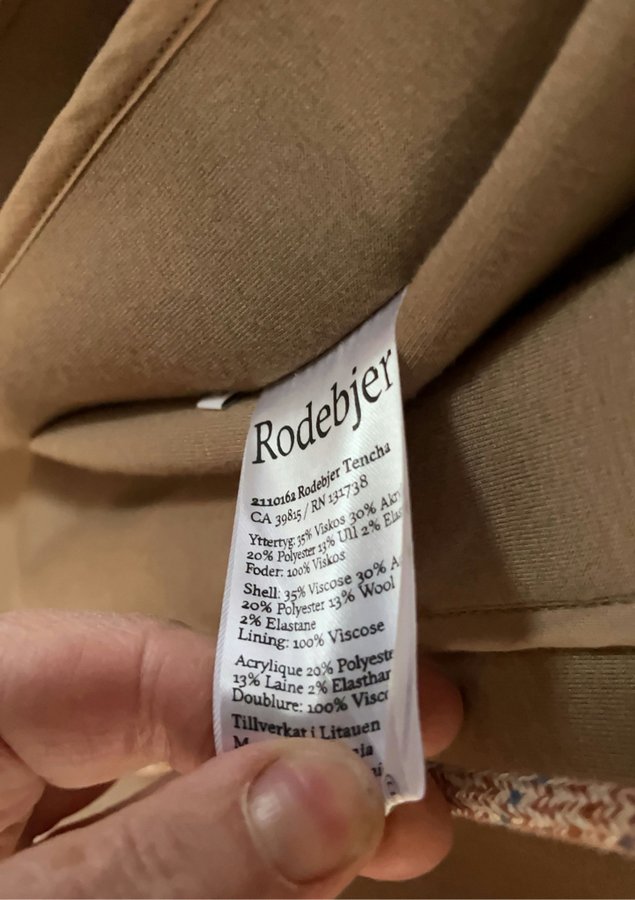 Rodebjer
2110162 Rodebjer Tencha
CA 39815 / RN 131738
Yttertyg: 35% Viskos 30% Akr
20% Polyester 13% Ull 2% Elas
Foder: 100% Viskos
Shell: 35% Viscose 30% A
20% Polyester 13% Wool
2% Elastane
Lining: 100% Viscose
Acrylique 20% Polyeste
13% Laine 2% Elasthan
Doublure: 100% Visco
Tillverkat i Litauen